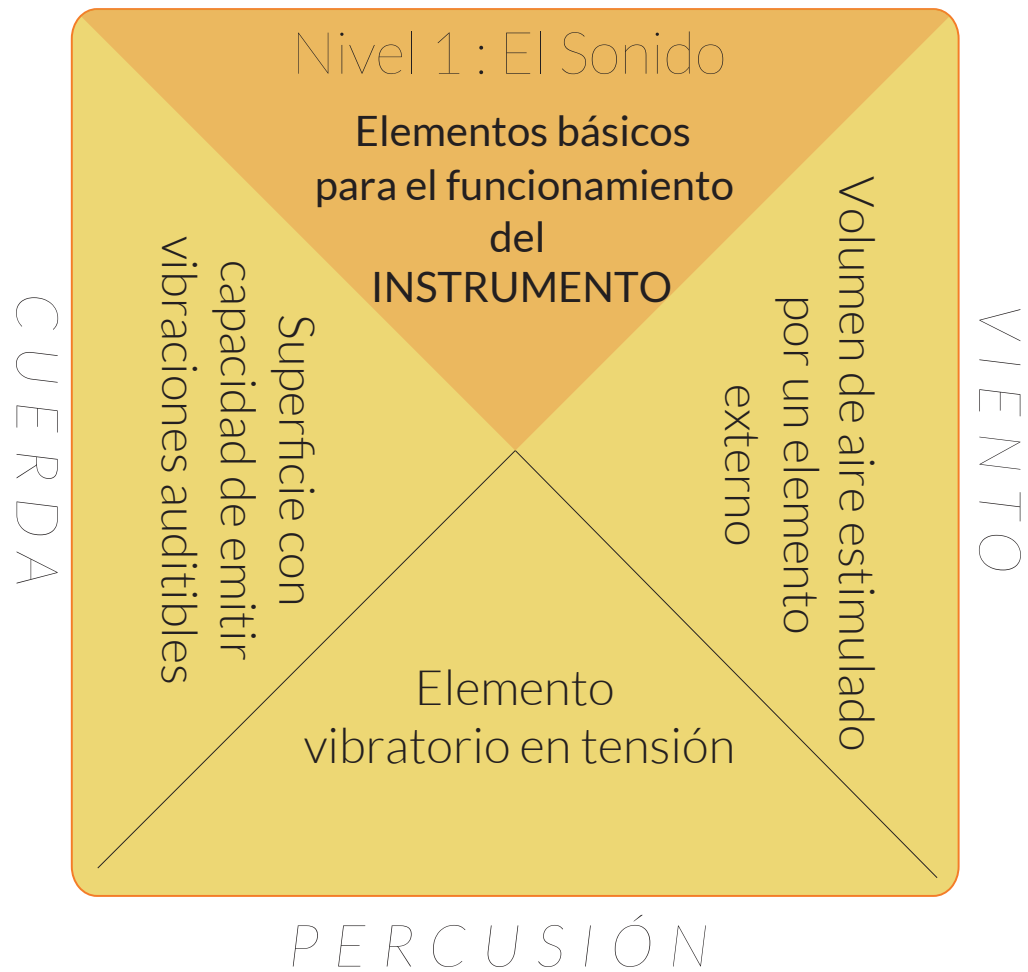 Nivel 1 : El Sonido
Elementos básicos
para el funcionamiento
del
INSTRUMENTO
CUERDA
Superficie con
capacidad de emitir
vibraciones auditibles
Volumen de aire estimulado
por un elemento
externo
VIENTO
Elemento
vibratorio en tensión
PERCUSIÓN